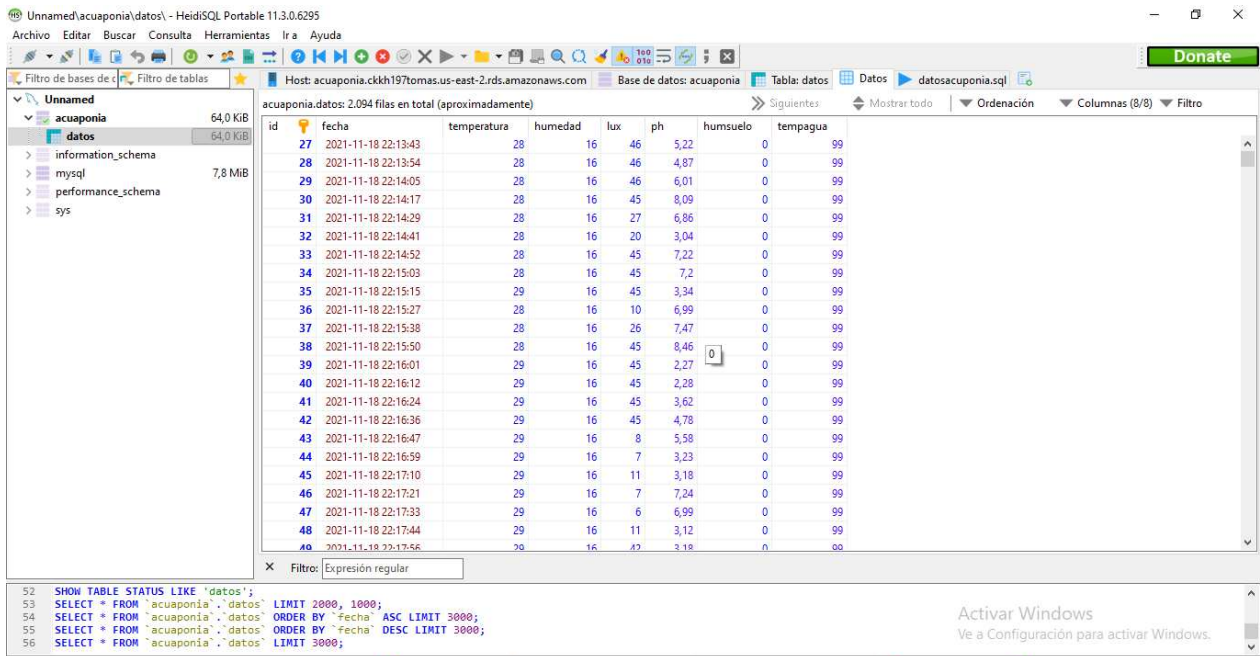 Unnamed\acuaponia\datos\ - HeidiSQL Portable 11.3.0.6295
Archivo Editar Buscar Consulta Herramientas Ir a Ayuda
Donate
Filtro de bases de d Filtro de tablas
Host: acuaponia.ckkh197tomas.us-east-2.rds.amazonaws.com Base de datos: acuaponia Tabla: datos Datos datosacuponia.sql
Unnamed
acuaponia 64,0 KiB
datos 64,0 KiB
information_schema
mysql 7,8 MiB
performance_schema
sys
acuaponia.datos: 2.094 filas en total (aproximadamente) Siguientes Mostrar todo Ordenación Columnas (8/8) Filtro
id fecha temperatura humedad lux ph humsuelo tempagua
27 2021-11-18 22:13:43 28 16 46 5,22 0 99
28 2021-11-18 22:13:54 28 16 46 4,87 0 99
29 2021-11-18 22:14:05 28 16 46 6,01 0 99
30 2021-11-18 22:14:17 28 16 45 8,09 0 99
31 2021-11-18 22:14:29 28 16 27 6,86 0 99
32 2021-11-18 22:14:41 28 16 20 3,04 0 99
33 2021-11-18 22:14:52 28 16 45 7,22 0 99
34 2021-11-18 22:15:03 28 16 45 7,2 0 99
35 2021-11-18 22:15:15 29 16 45 3,34 0 99
36 2021-11-18 22:15:27 28 16 10 6,99 0 99
37 2021-11-18 22:15:38 28 16 26 7,47 0 99
38 2021-11-18 22:15:50 28 16 45 8,46 0 99
0
39 2021-11-18 22:16:01 29 16 45 2,27 0 99
40 2021-11-18 22:16:12 29 16 45 2,28 0 99
41 2021-11-18 22:16:24 29 16 45 3,62 0 99
42 2021-11-18 22:16:36 29 16 45 4,78 0 99
43 2021-11-18 22:16:47 29 16 8 5,58 0 99
44 2021-11-18 22:16:59 29 16 7 3,23 0 99
45 2021-11-18 22:17:10 29 16 11 3,18 0 99
46 2021-11-18 22:17:21 29 16 7 7,24 0 99
47 2021-11-18 22:17:33 29 16 6 6,99 0 99
48 2021-11-18 22:17:44 29 16 11 3,12 0 99
49 2021-11-18 22:17:56 29 16 42 3,18 0 99
Filtro: Expresión regular
52 SHOW TABLE STATUS LIKE 'datos';
53 SELECT * FROM `acuaponia`.`datos` LIMIT 2000, 1000;
54 SELECT * FROM `acuaponia`.`datos` ORDER BY `fecha` ASC LIMIT 3000;
55 SELECT * FROM `acuaponia`.`datos` ORDER BY `fecha` DESC LIMIT 3000;
56 SELECT * FROM `acuaponia`.`datos` LIMIT 3000;
Activar Windows
Ve a Configuración para activar Windows.